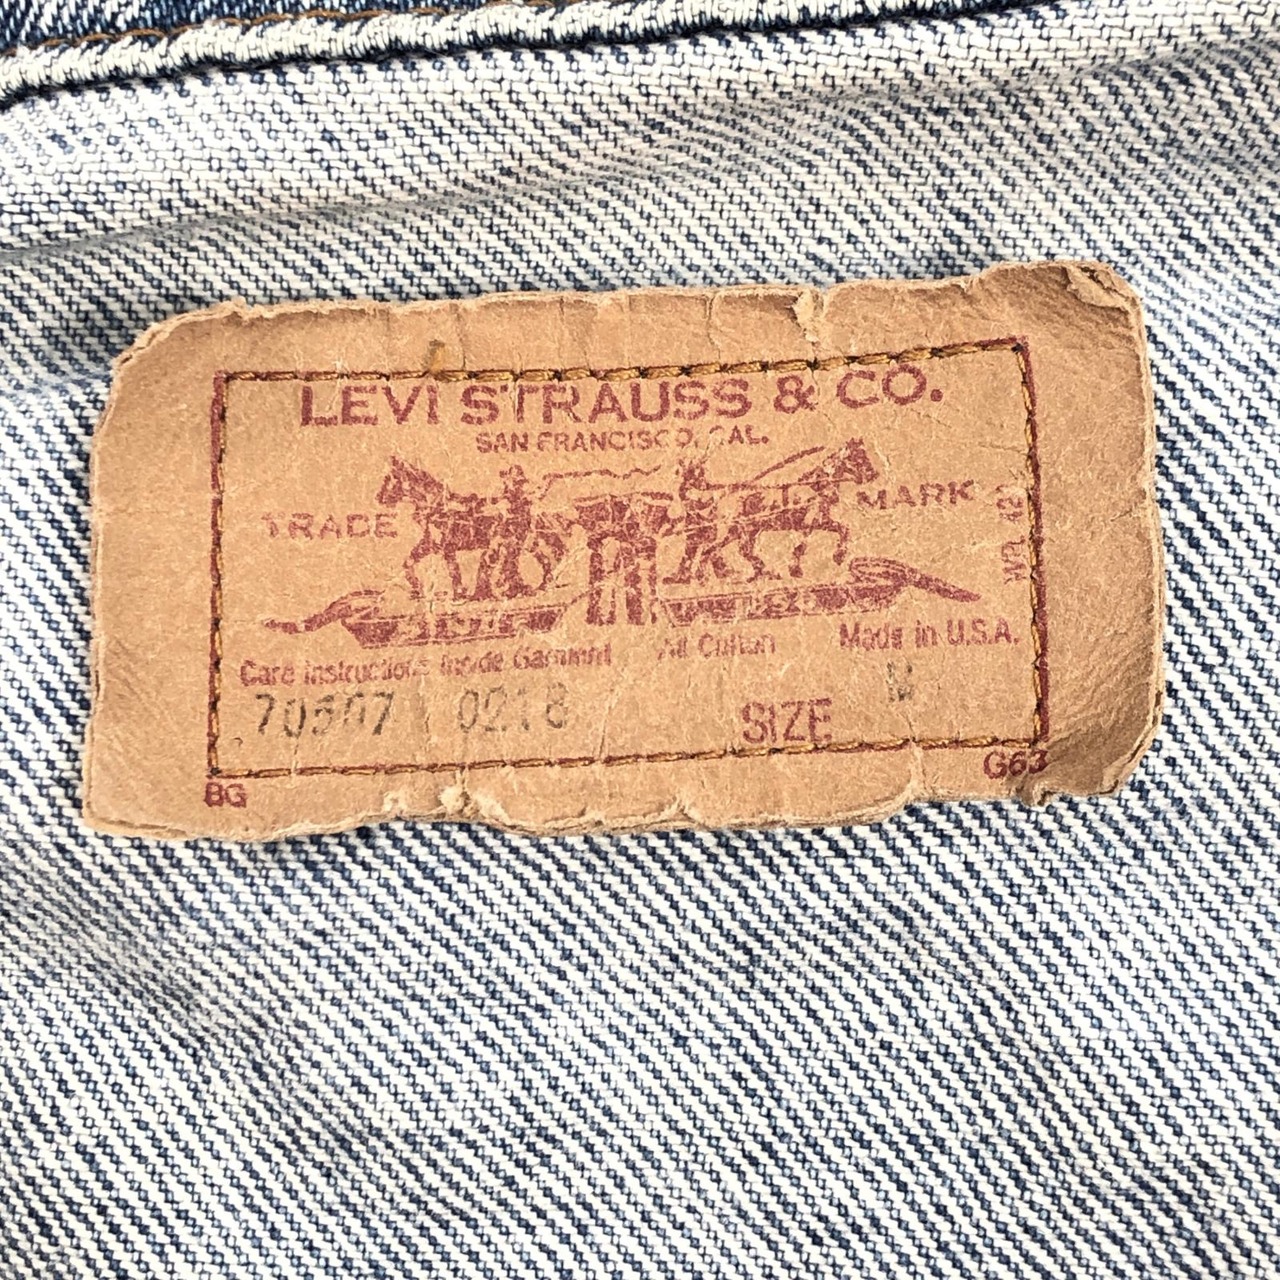 LEVI STRAUSS & CO.
SAN FRANCISCO, CAL.
TRADE MARK
Care Instructions Inside Garment All Cotton Made in U.S.A.
70507 0218 SIZE M
BG G63